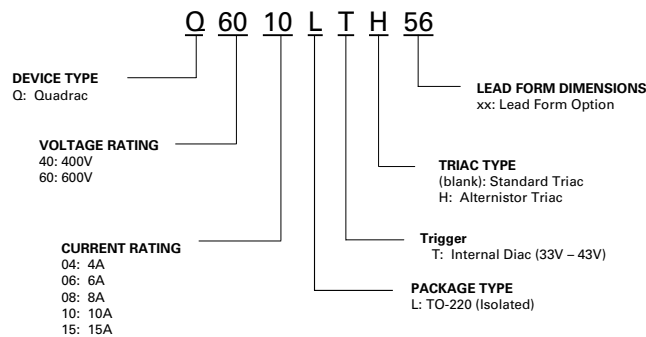 Q 60 10 L T H 56
DEVICE TYPE
Q: Quadrac
VOLTAGE RATING
40: 400V
60: 600V
CURRENT RATING
04: 4A
06: 6A
08: 8A
10: 10A
15: 15A
LEAD FORM DIMENSIONS
xx: Lead Form Option
TRIAC TYPE
(blank): Standard Triac
H: Alternistor Triac
Trigger
T: Internal Diac (33V – 43V)
PACKAGE TYPE
L: TO-220 (Isolated)